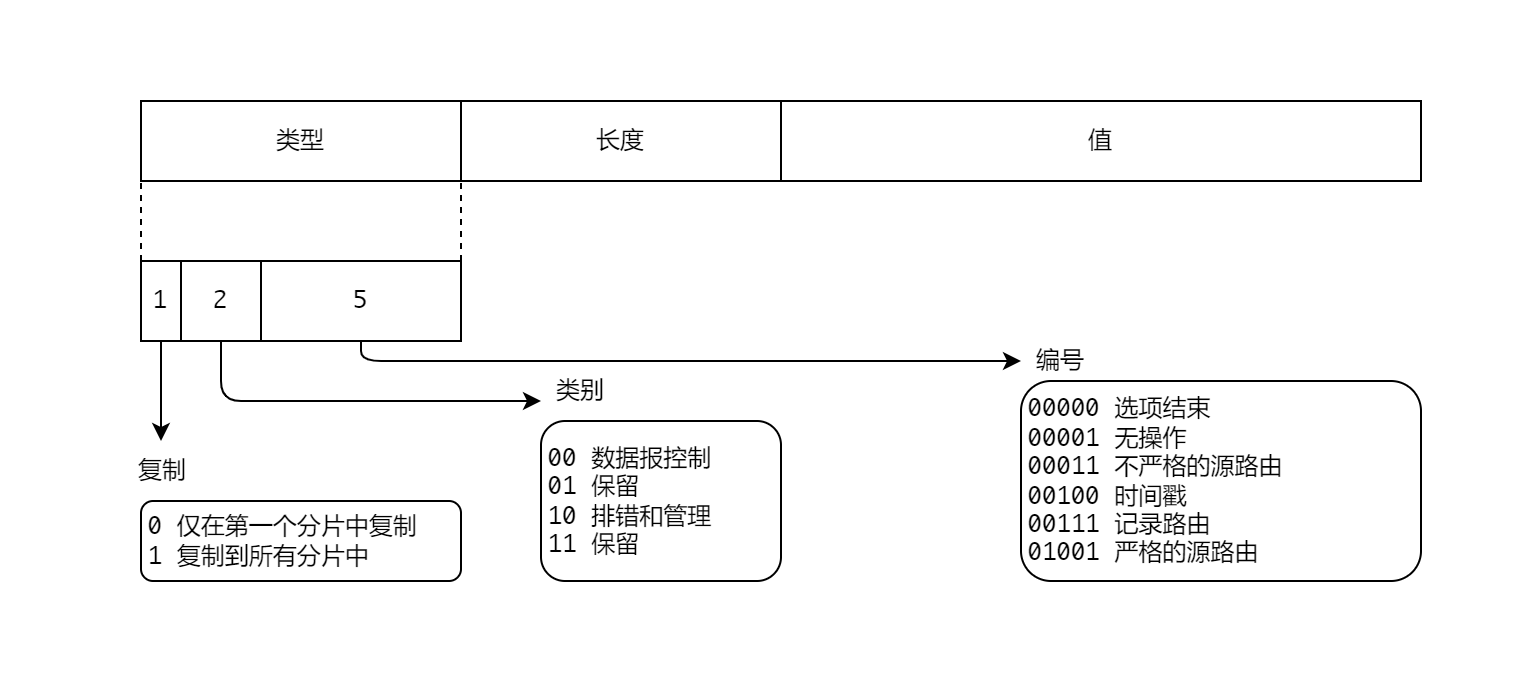 类型
长度
值
1
2
5
编号
00000 选项结束
00001 无操作
00011 不严格的源路由
00100 时间戳
00111 记录路由
01001 严格的源路由
类别
00 数据报控制
01 保留
10 排错和管理
11 保留
复制
0 仅在第一个分片中复制
1 复制到所有分片中